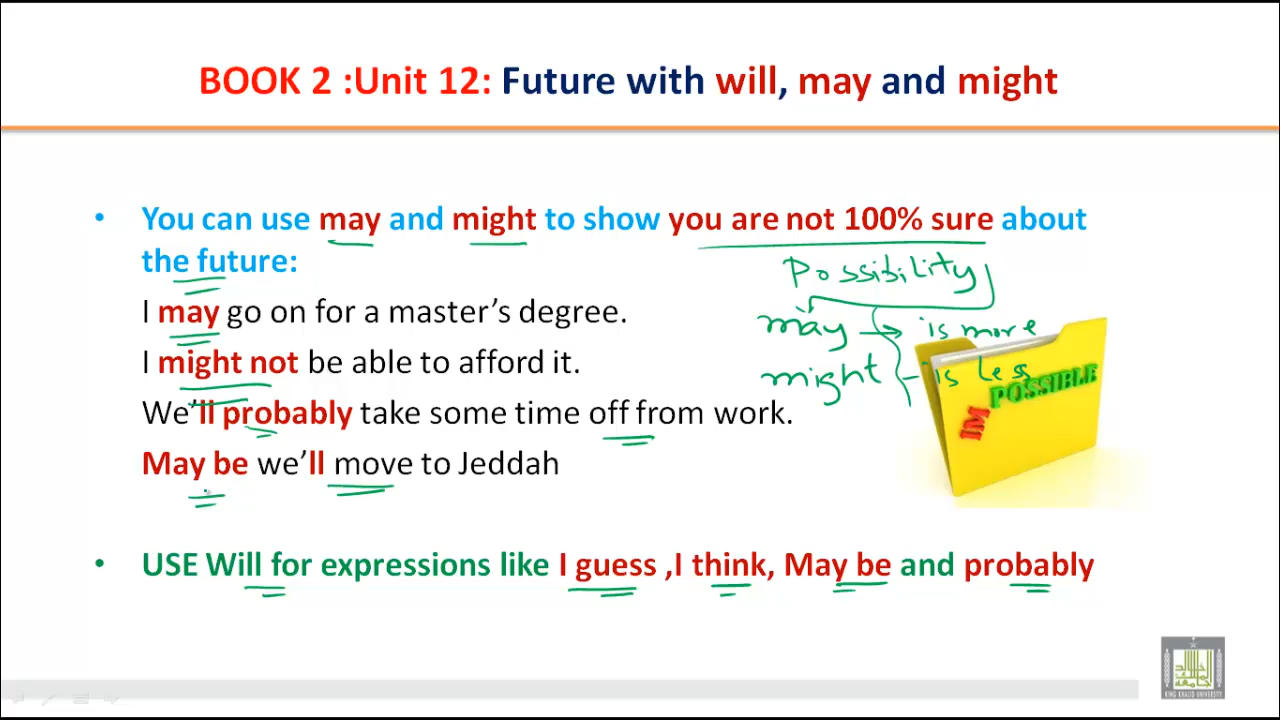 BOOK 2 :Unit 12: Future with will, may and might
• You can use may and might to show you are not 100% sure about
the future:
Possibility
I may go on for a master's degree.
may → is more
I might not be able to afford it.
might - is less
IMPOSSIBLE
We'll probably take some time off from work.
May be we'll move to Jeddah
• USE Will for expressions like I guess ,I think, May be and probably
KING KHALID UNIVERSITY